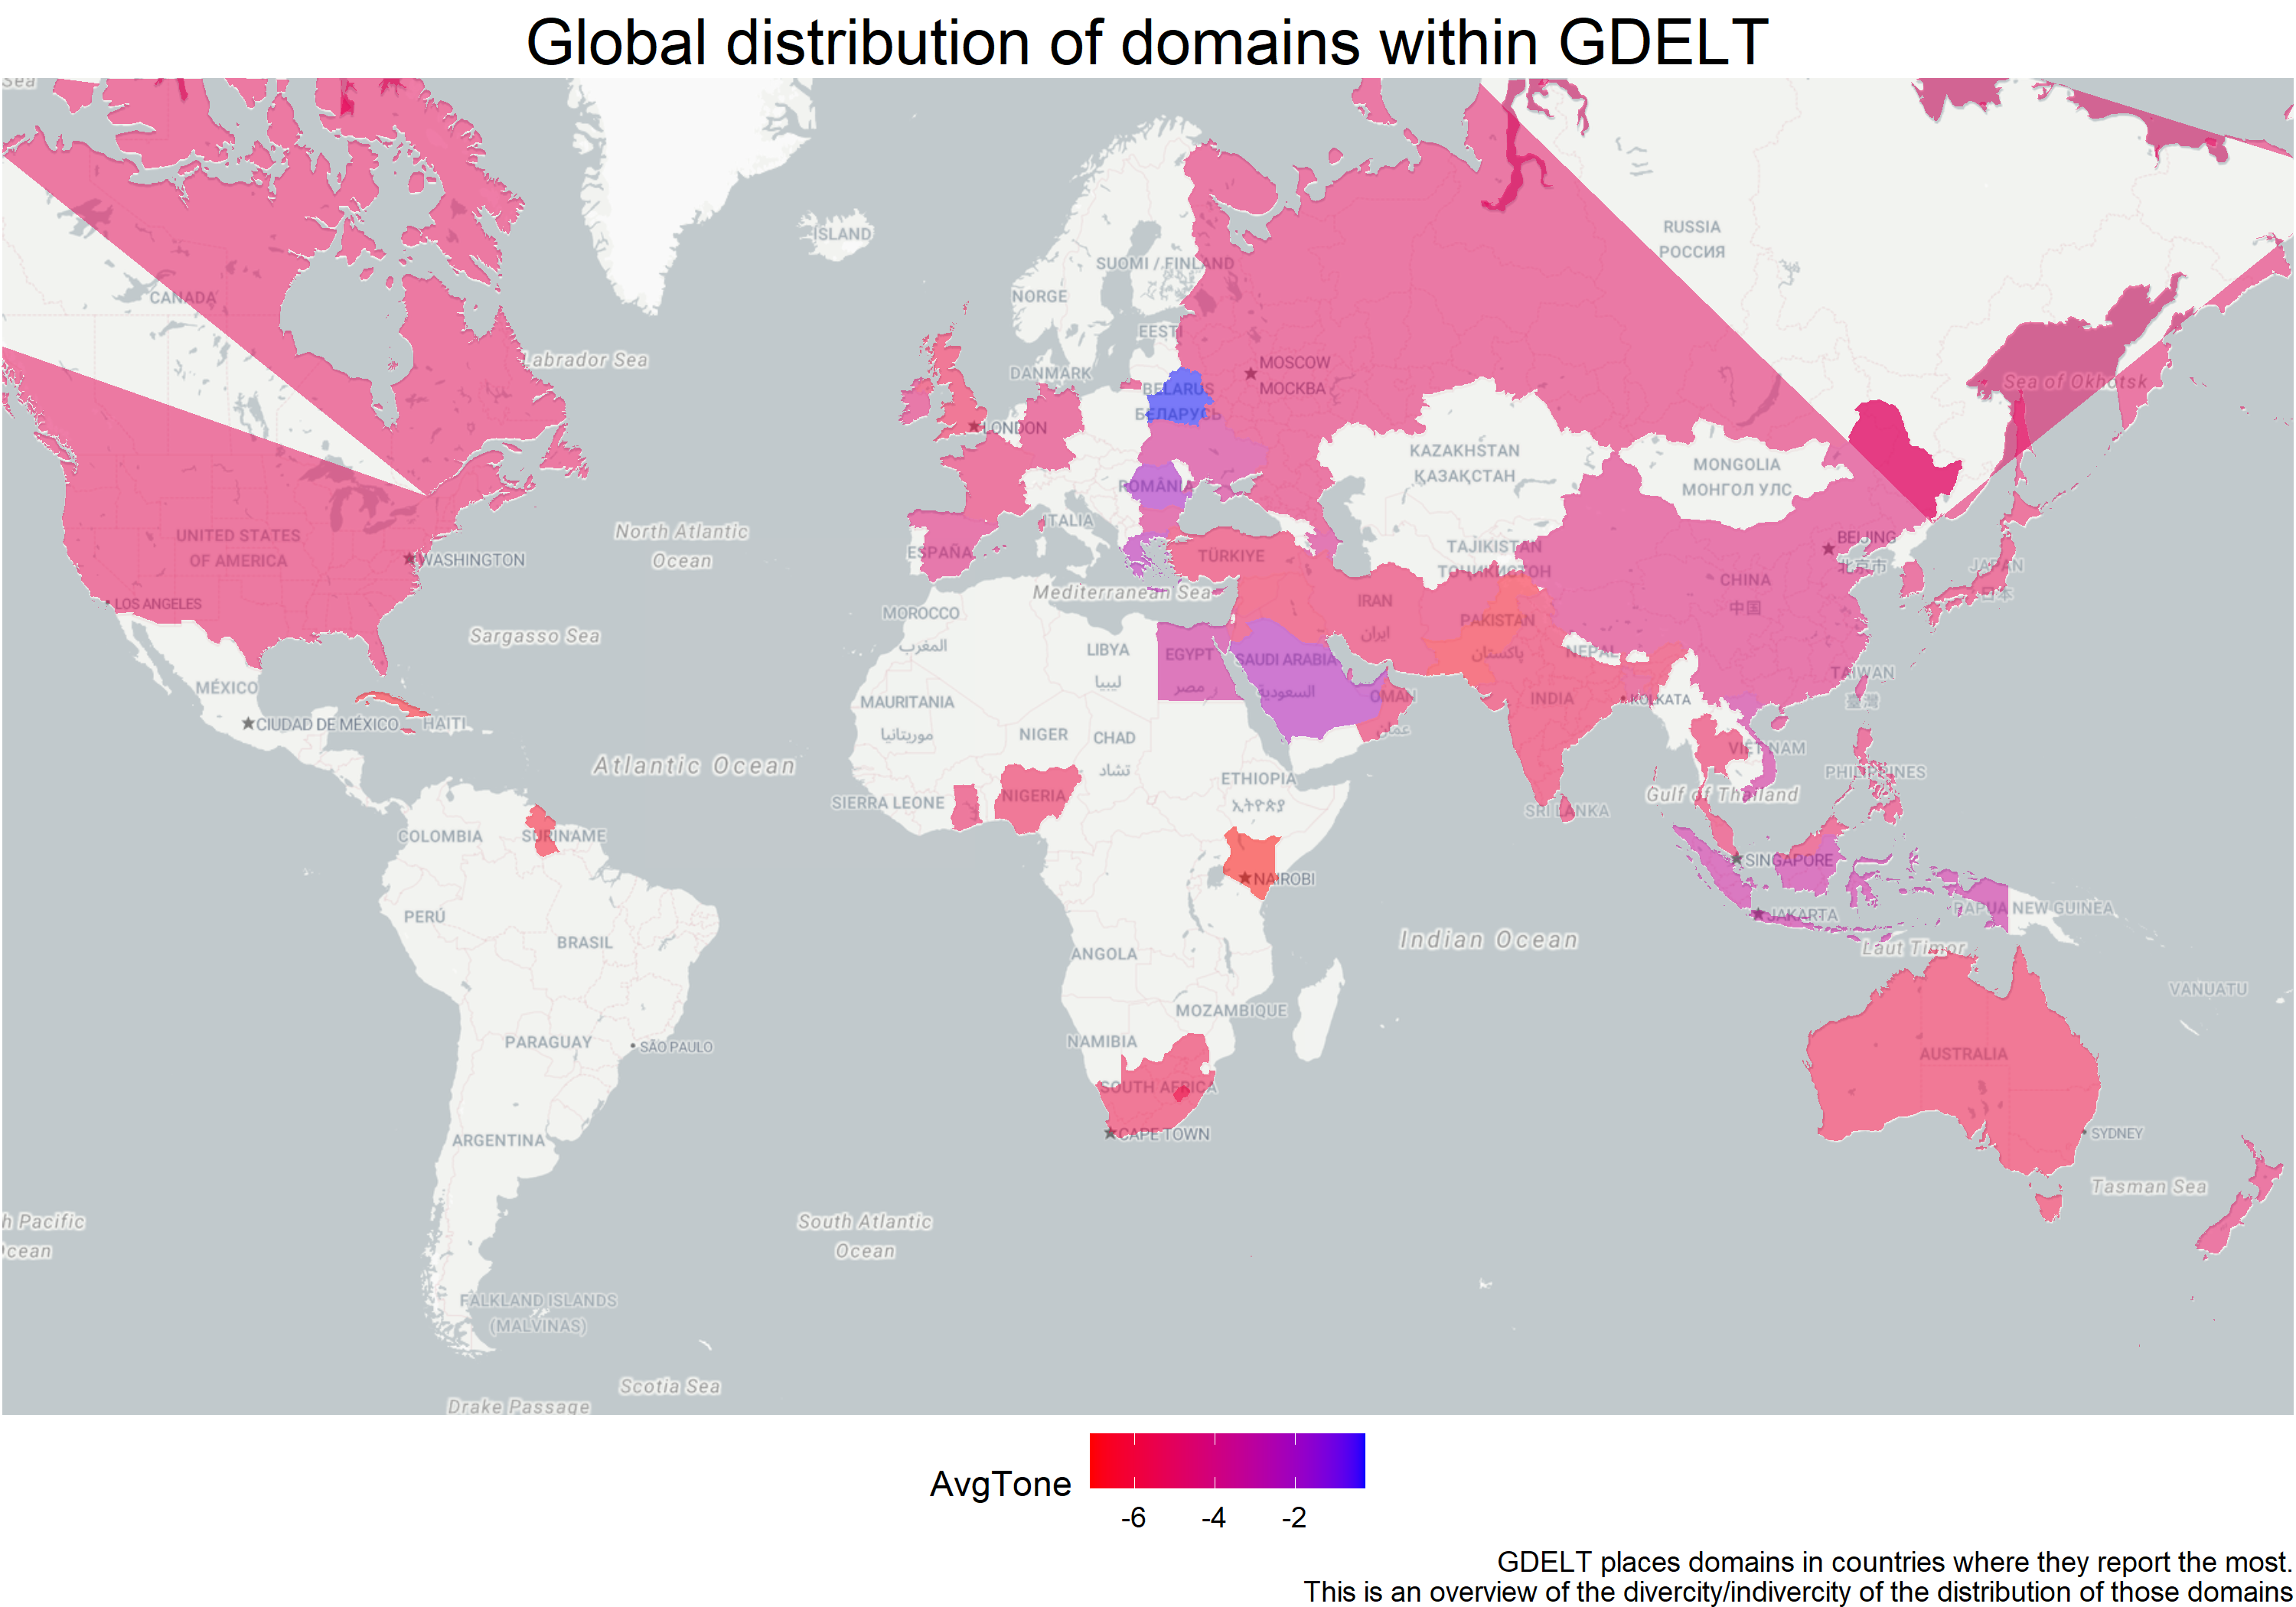 Global distribution of domains within GDELT
Sea
ISLAND
RUSSIA
РОССИЯ
SUOMI / FINLAND
NORGE
CANADA
EESTI
Labrador Sea
DANMARK
MOSCOW
МОСКВА
BELARUS
БЕЛАРУСЬ
Sea of Okhotsk
LONDON
KAZAKHSTAN
ҚАЗАҚСТАН
MONGOLIA
МОНГОЛ УЛС
ROMÂNIA
ITALIA
UNITED STATES
OF AMERICA
North Atlantic
Ocean
WASHINGTON
ESPAÑA
TÜRKIYE
TAJIKISTAN
ТОҶИКИСТОН
BEIJING
北京市
JAPAN
日本
CHINA
中国
LOS ANGELES
Mediterranean Sea
MOROCCO
المغرب
IRAN
ایران
PAKISTAN
پاکستان
Sargasso Sea
LIBYA
ليبيا
EGYPT
مصر
SAUDI ARABIA
السعودية
NEPAL
TAIWAN
臺灣
MÉXICO
MAURITANIA
موريتانيا
OMAN
عمان
INDIA
KOLKATA
CIUDAD DE MÉXICO
HAITI
NIGER
CHAD
تشاد
VIỆT NAM
Atlantic Ocean
ETHIOPIA
ኢትዮጵያ
PHILIPPINES
SIERRA LEONE
NIGERIA
SRI LANKA
Gulf of Thailand
COLOMBIA
SURINAME
SINGAPORE
NAIROBI
PERÚ
JAKARTA
PAPUA NEW GUINEA
BRASIL
Indian Ocean
Laut Timor
ANGOLA
VANUATU
MOZAMBIQUE
PARAGUAY
SÃO PAULO
NAMIBIA
AUSTRALIA
SOUTH AFRICA
ARGENTINA
CAPE TOWN
SYDNEY
Tasman Sea
h Pacific
Ocean
South Atlantic
Ocean
FALKLAND ISLANDS
(MALVINAS)
Scotia Sea
Drake Passage
AvgTone
-6 -4 -2
GDELT places domains in countries where they report the most.
This is an overview of the divercity/indivercity of the distribution of those domains